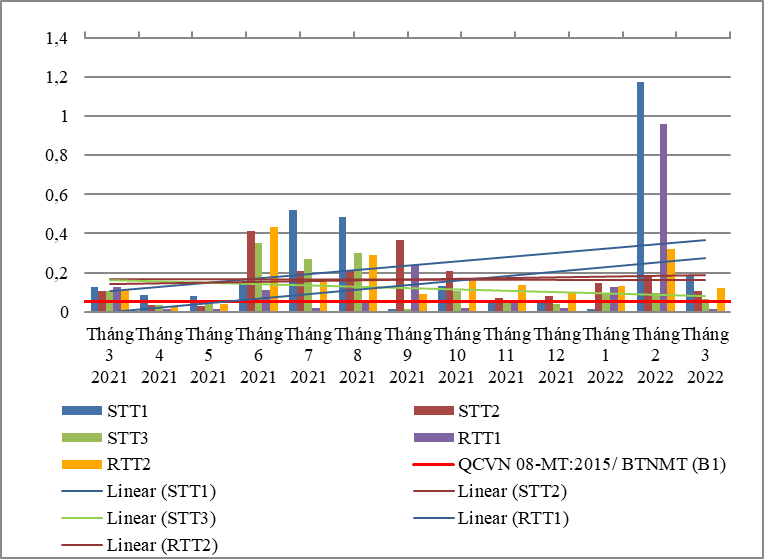 1,4
1,2
1
0,8
0,6
0,4
0,2
0
Tháng Tháng Tháng Tháng Tháng Tháng Tháng Tháng Tháng Tháng Tháng Tháng Tháng
3 4 5 6 7 8 9 10 11 12 1 2 3
2021 2021 2021 2021 2021 2021 2021 2021 2021 2021 2022 2022 2022
STT1 STT2
STT3 RTT1
RTT2 QCVN 08-MT:2015/ BTNMT (B1)
Linear (STT1) Linear (STT2)
Linear (STT3) Linear (RTT1)
Linear (RTT2)